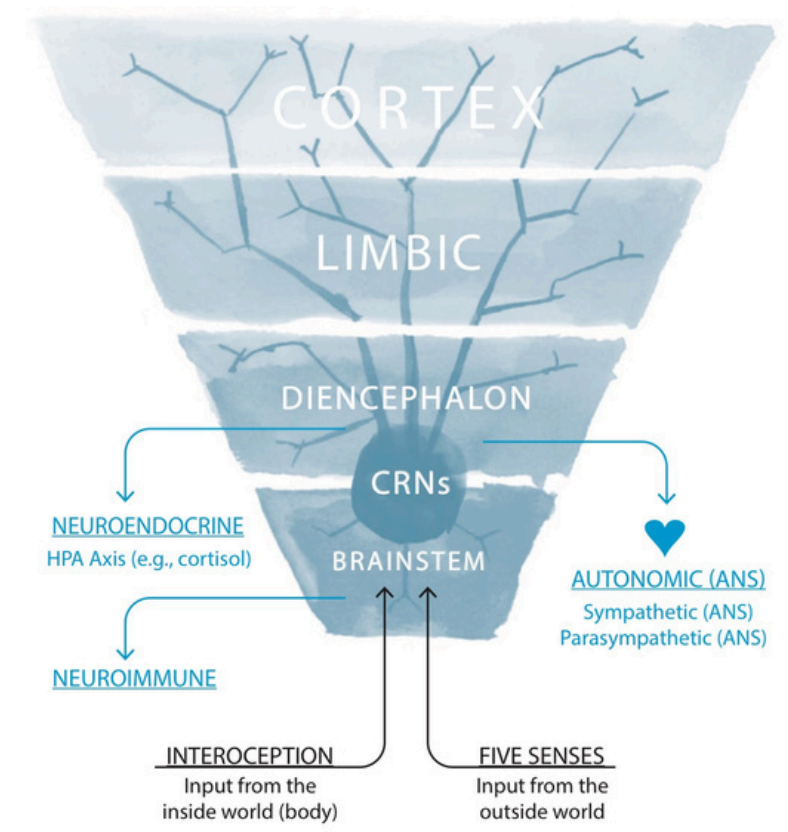 CORTEX
LIMBIC
DIENCEPHALON
CRNs
BRAINSTEM
NEUROENDOCRINE
HPA Axis (e.g., cortisol)
NEUROIMMUNE
AUTONOMIC (ANS)
Sympathetic (ANS)
Parasympathetic (ANS)
INTEROCEPTION
Input from the
inside world (body)
FIVE SENSES
Input from the
outside world